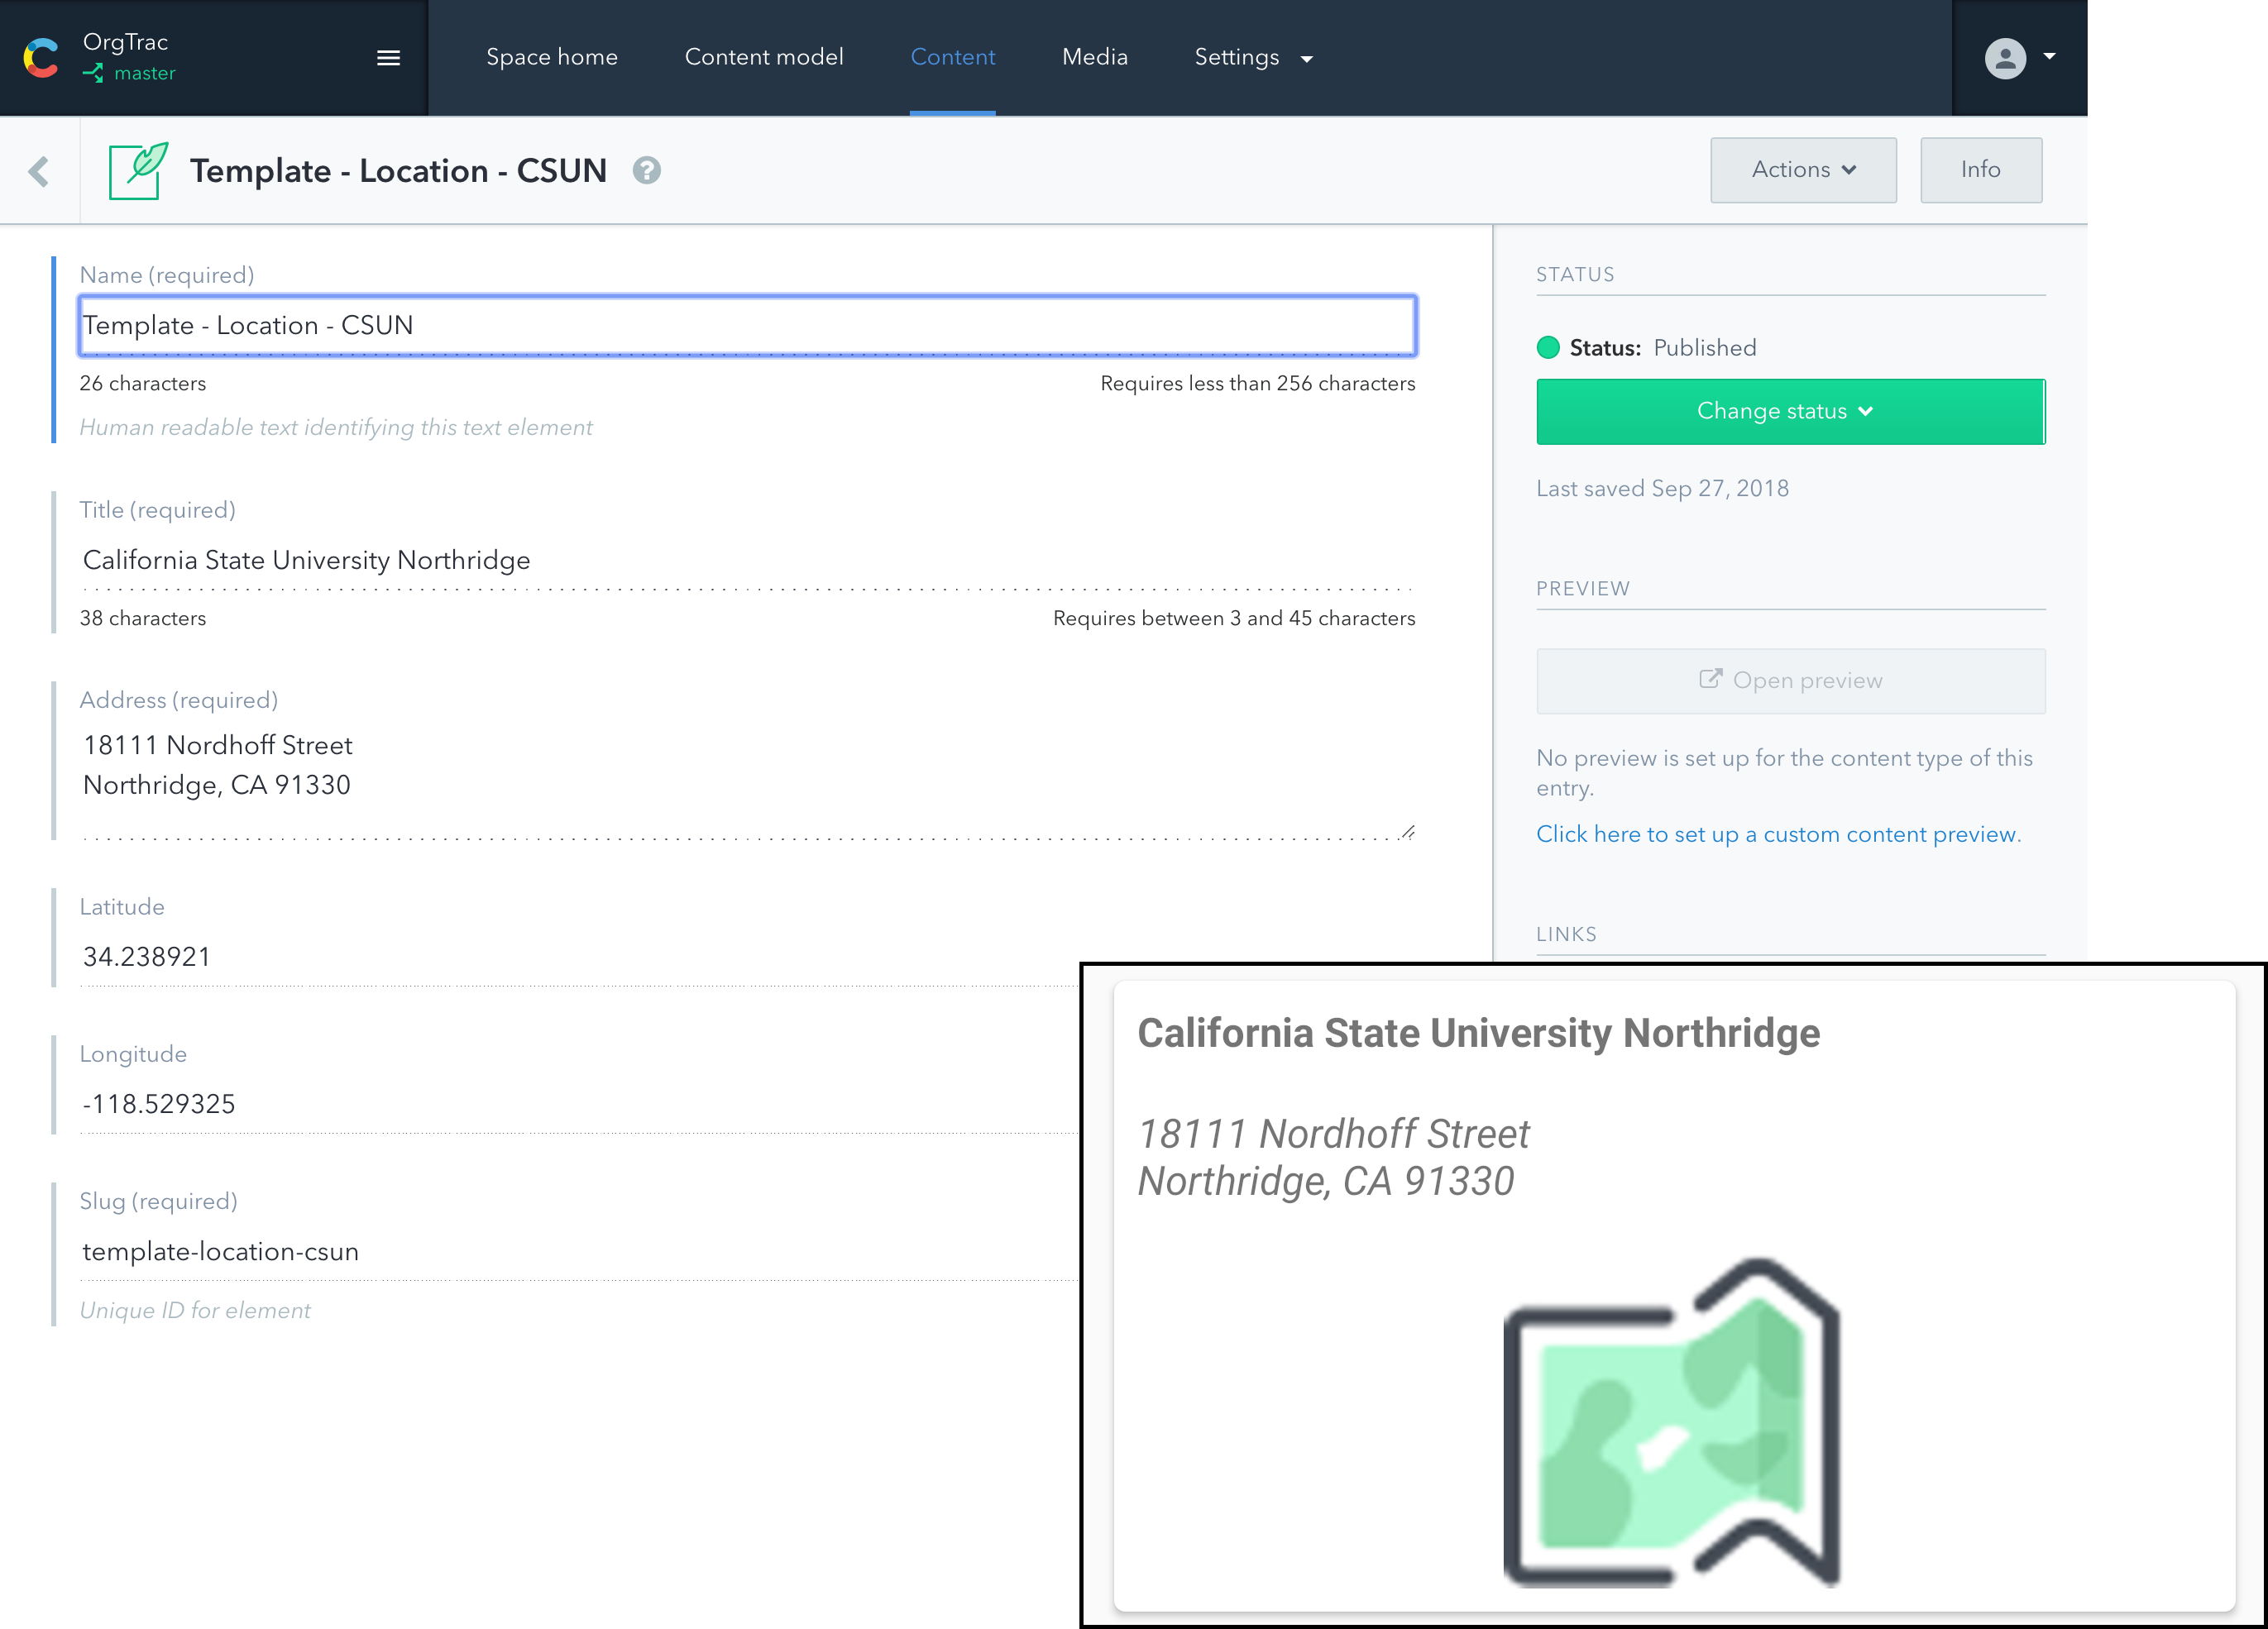 OrgTrac
master
Space home
Content model
Content
Media
Settings
Template - Location - CSUN
?
Actions
Info
Name (required)
Template - Location - CSUN
26 characters
Requires less than 256 characters
Human readable text identifying this text element
Title (required)
California State University Northridge
38 characters
Requires between 3 and 45 characters
Address (required)
18111 Nordhoff Street
Northridge, CA 91330
Latitude
34.238921
Longitude
-118.529325
Slug (required)
template-location-csun
Unique ID for element
STATUS
Status: Published
Change status
Last saved Sep 27, 2018
PREVIEW
Open preview
No preview is set up for the content type of this
entry.
Click here to set up a custom content preview.
LINKS
California State University Northridge
18111 Nordhoff Street
Northridge, CA 91330